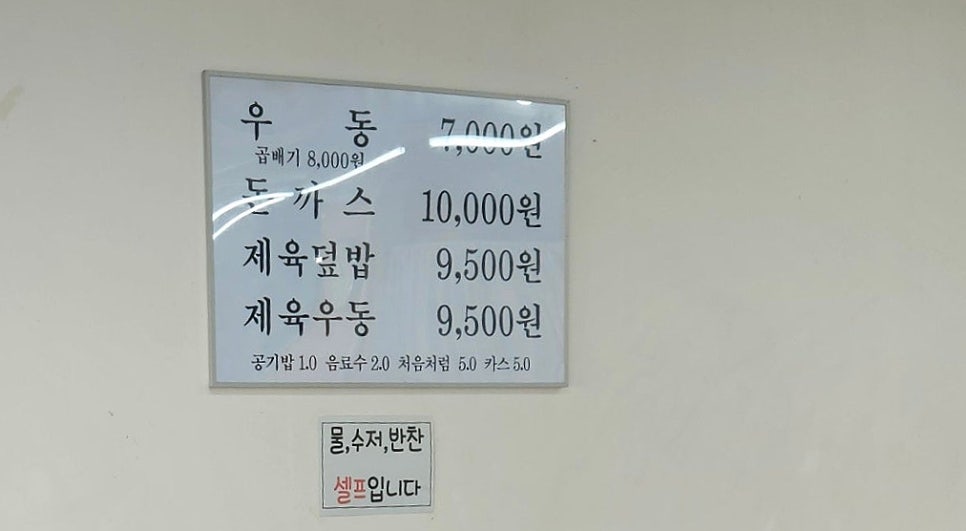 우 동 7,000원
곱배기 8,000원
돈 까 스 10,000원
제육덮밥 9,500원
제육우동 9,500원
공기밥 1.0 음료수 2.0 처음처럼 5.0 카스 5.0
물,수저,반찬
셀프입니다